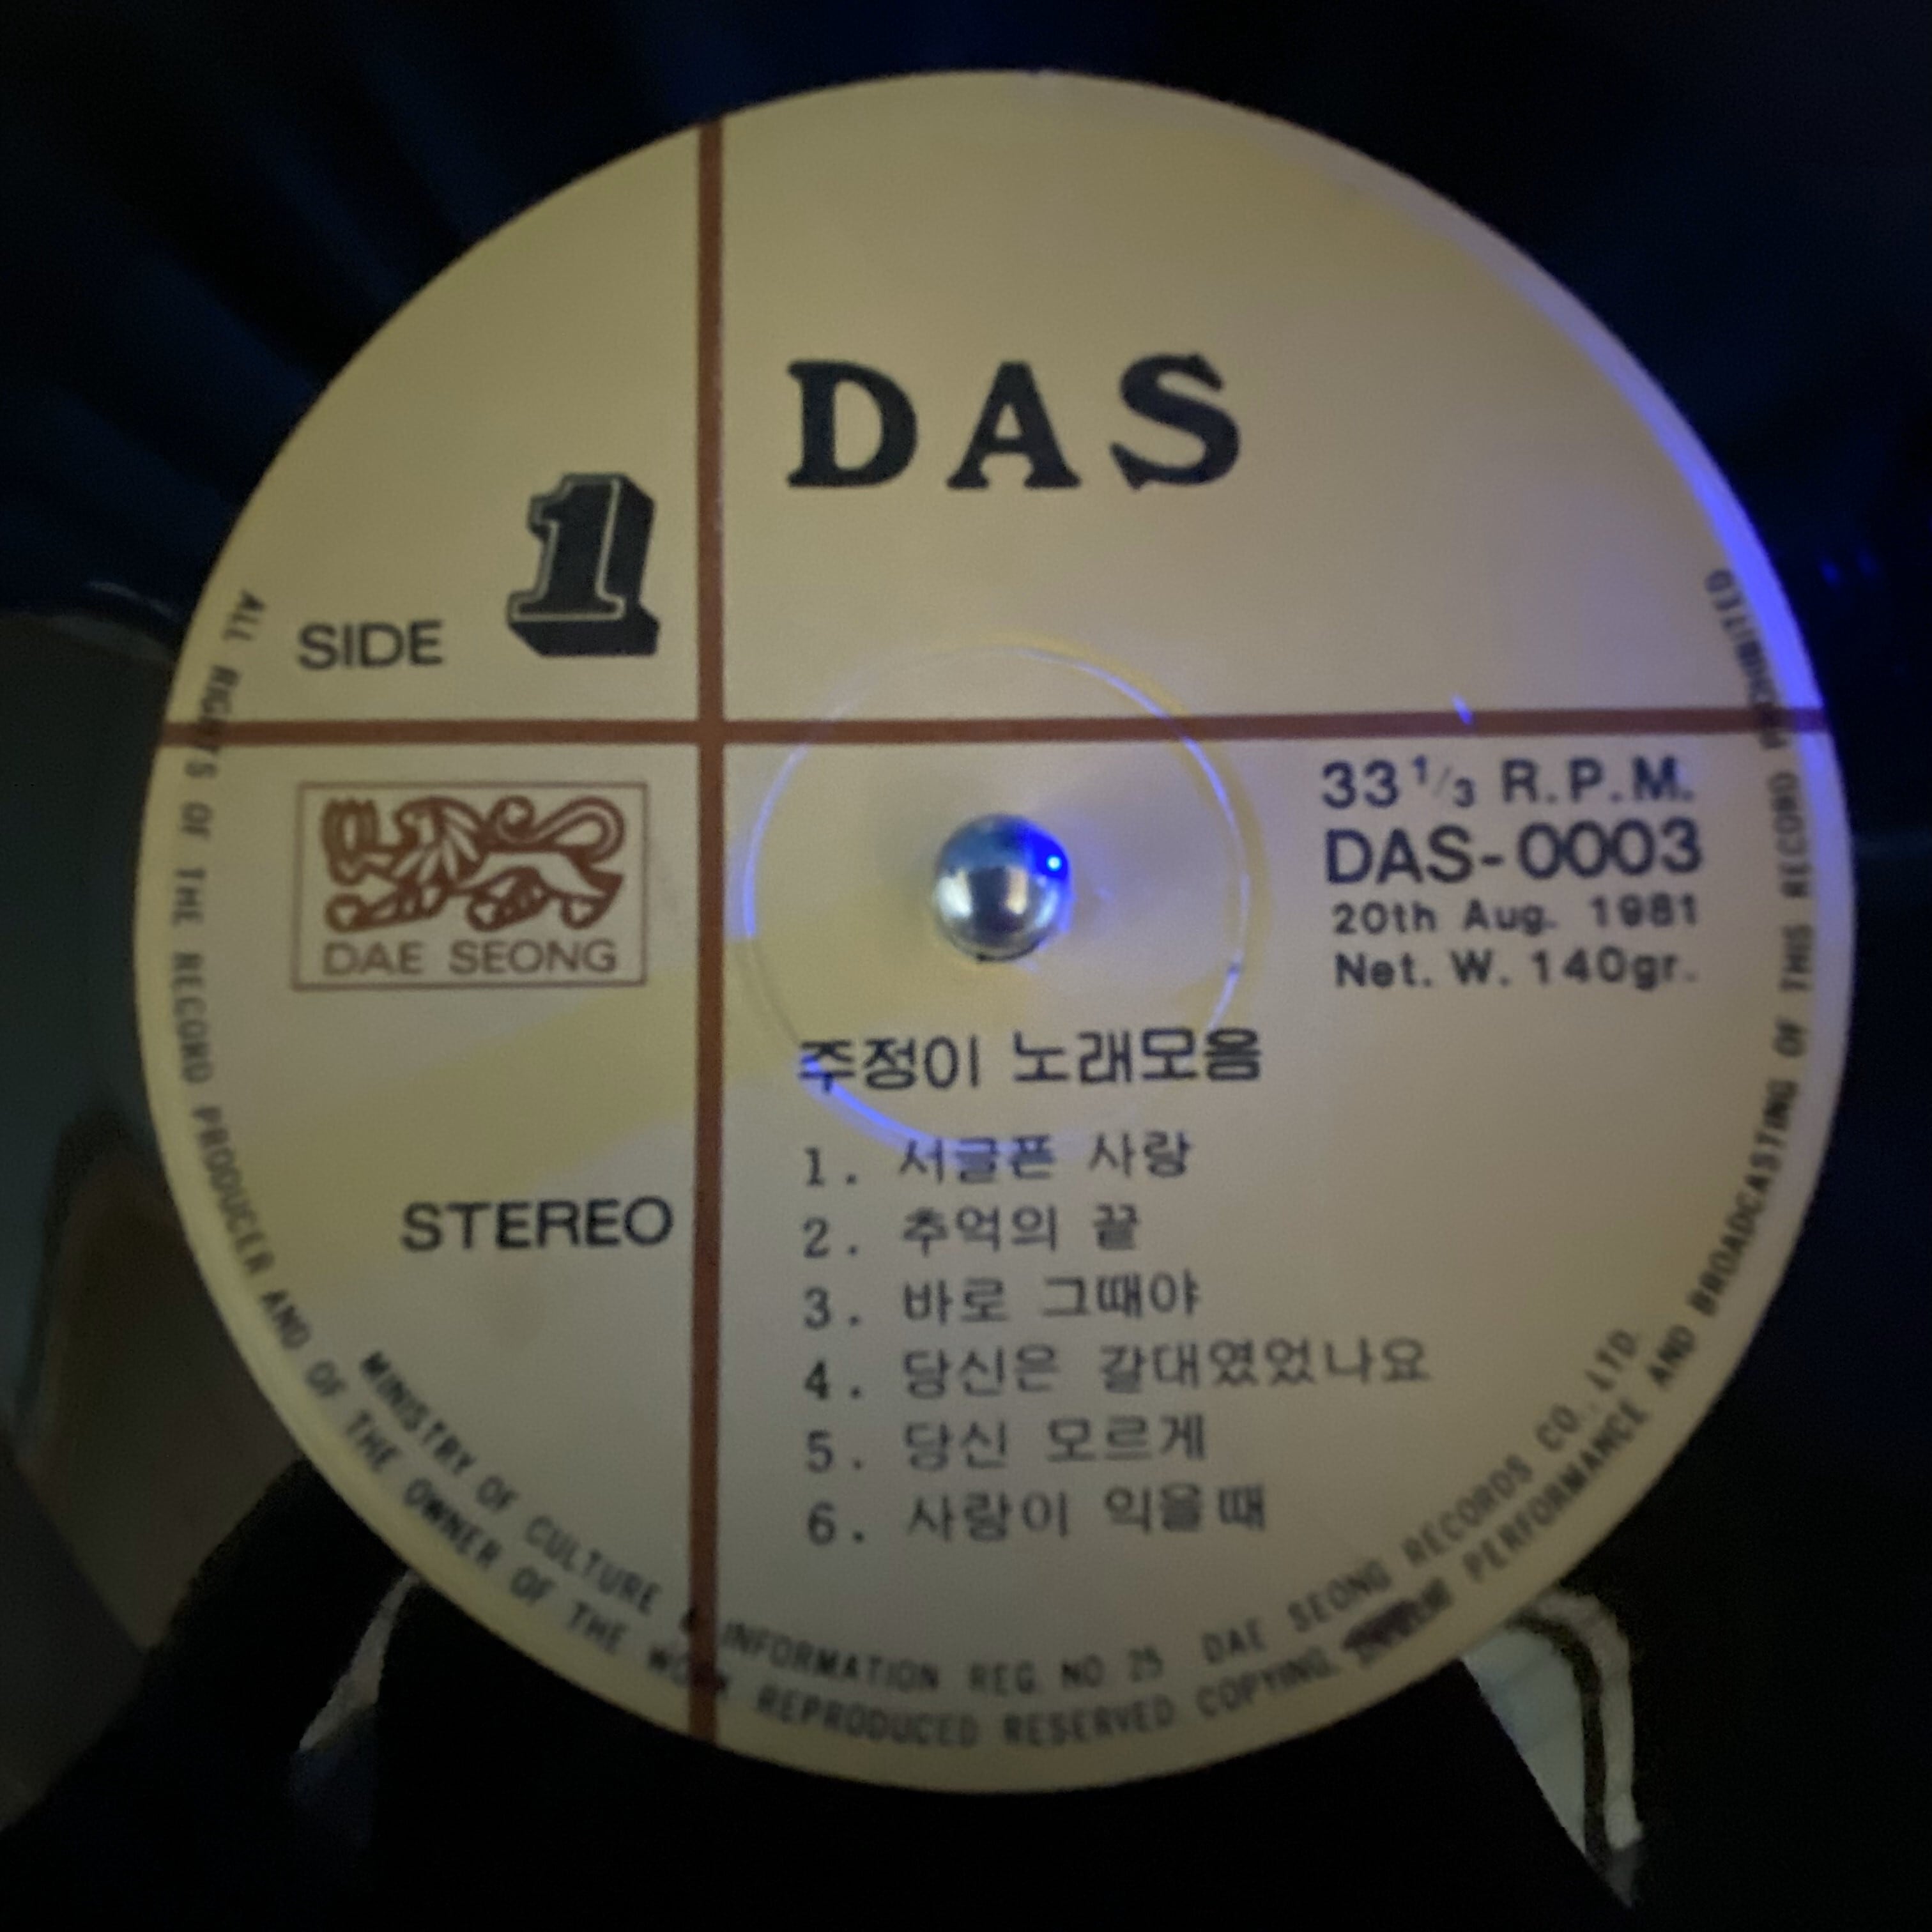 DAS
SIDE 1
DAE SEONG
33 1/3 R.P.M.
DAS-0003
20th Aug. 1981
Net. W. 140gr.
주정이 노래모음
STEREO
1. 서글픈 사랑
2. 추억의 끝
3. 바로 그때야
4. 당신은 갈대였었나요
5. 당신 모르게
6. 사랑이 익을때
MINISTRY OF CULTURE & INFORMATION REG. NO 25 DAE SEONG RECORDS CO., LTD.
ALL RIGHTS OF THE RECORD PRODUCER AND OF THE OWNER OF THE WORK REPRODUCED RESERVED COPYING, PERFORMANCE AND BROADCASTING OF THIS RECORD PROHIBITED